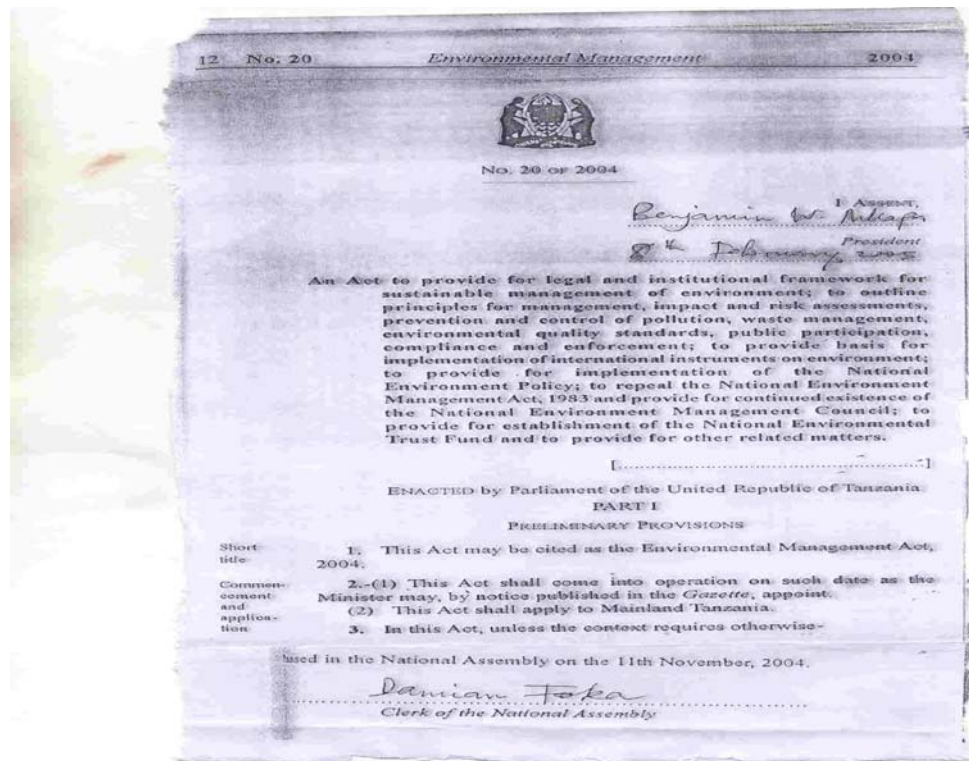 12 No. 20 Environmental Management 2004
No. 20 OF 2004
I ASSENT,
Benjamin W. Mkapa
President
8th February 2005
An Act to provide for legal and institutional framework for
sustainable management of environment; to outline
principles for management, impact and risk assessments,
prevention and control of pollution, waste management,
environmental quality standards, public participation,
compliance and enforcement; to provide basis for
implementation of international instruments on environment;
to provide for implementation of the National
Environment Policy; to repeal the National Environment
Management Act, 1983 and provide for continued existence of
the National Environment Management Council; to
provide for establishment of the National Environmental
Trust Fund and to provide for other related matters.
[..............................................]
ENACTED by Parliament of the United Republic of Tanzania.
PART I
PRELIMINARY PROVISIONS
Short
title
1. This Act may be cited as the Environmental Management Act,
2004.
Commen-
cement
and
applica-
tion
2.-(1) This Act shall come into operation on such date as the
Minister may, by notice published in the Gazette, appoint.
(2) This Act shall apply to Mainland Tanzania.
3. In this Act, unless the context requires otherwise-
in the National Assembly on the 11th November, 2004.
Damian Foka
Clerk of the National Assembly